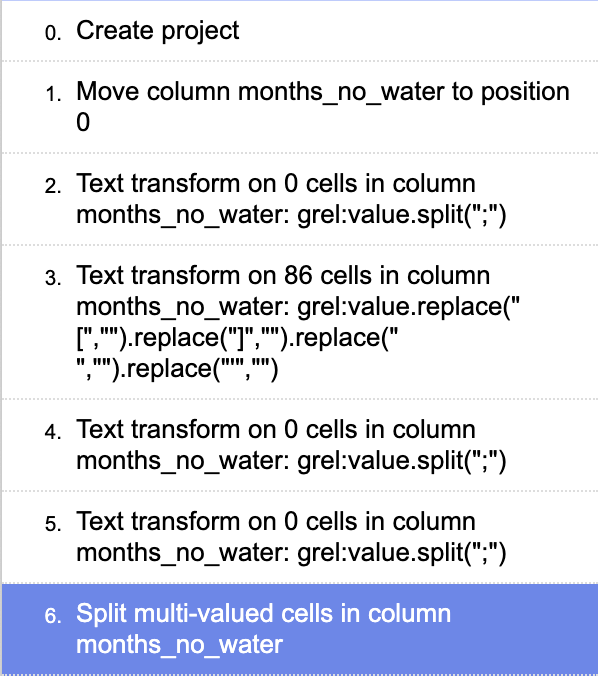 0. Create project
1. Move column months_no_water to position
0
2. Text transform on 0 cells in column
months_no_water: grel:value.split(";")
3. Text transform on 86 cells in column
months_no_water: grel:value.replace("
[","").replace("]","").replace("
","").replace("'","")
4. Text transform on 0 cells in column
months_no_water: grel:value.split(";")
5. Text transform on 0 cells in column
months_no_water: grel:value.split(";")
6. Split multi-valued cells in column
months_no_water